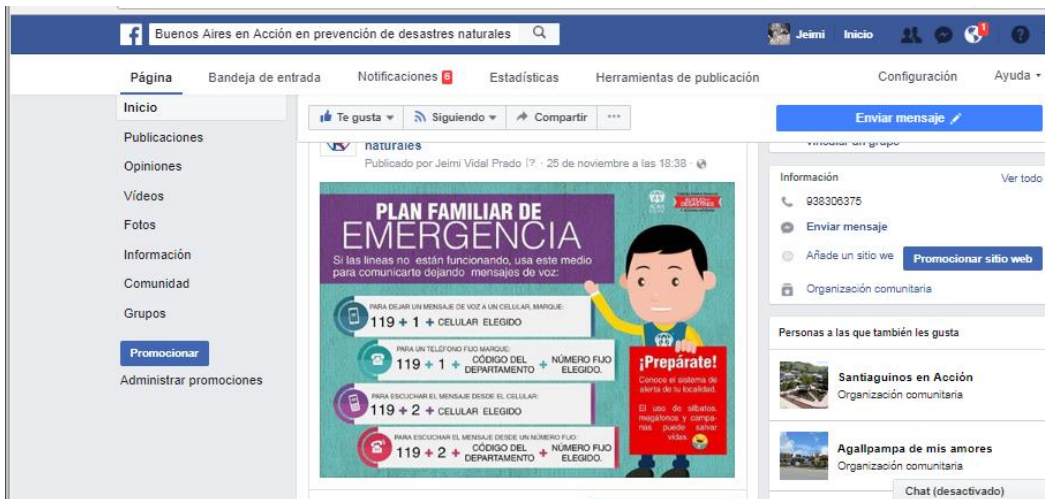 Buenos Aires en Acción en prevención de desastres naturales
Jeimi Inicio 1
Página Bandeja de entrada Notificaciones 6 Estadísticas Herramientas de publicación Configuración Ayuda
Inicio
Publicaciones
Opiniones
Vídeos
Fotos
Información
Comunidad
Grupos
Promocionar
Administrar promociones
Te gusta Siguiendo Compartir ...
Enviar mensaje
naturales
Publicado por Jeimi Vidal Prado [?] · 25 de noviembre a las 18:38 ·
PLAN FAMILIAR DE
EMERGENCIA
Si las lineas no están funcionando, usa este medio
para comunicarte dejando mensajes de voz:
PARA DEJAR UN MENSAJE DE VOZ A UN CELULAR, MARQUE:
119 + 1 + CELULAR ELEGIDO
PARA UN TELÉFONO FIJO MARQUE:
119 + 1 + CÓDIGO DEL DEPARTAMENTO + NÚMERO FIJO ELEGIDO.
PARA ESCUCHAR EL MENSAJE DESDE EL CELULAR:
119 + 2 + CELULAR ELEGIDO
PARA ESCUCHAR EL MENSAJE DESDE UN NÚMERO FIJO:
119 + 2 + CÓDIGO DEL DEPARTAMENTO + NÚMERO FIJO ELEGIDO.
¡Prepárate!
Conoce el sistema de
alerta de tu localidad.
El uso de silbatos,
megáfonos y campa-
nas puede salvar
vidas.
vincular un grupo
Información Ver todo
938306375
Enviar mensaje
Añade un sitio we Promocionar sitio web
Organización comunitaria
Personas a las que también les gusta
Santiaguinos en Acción
Organización comunitaria
Agallpampa de mis amores
Organización comunitaria
Chat (desactivado)